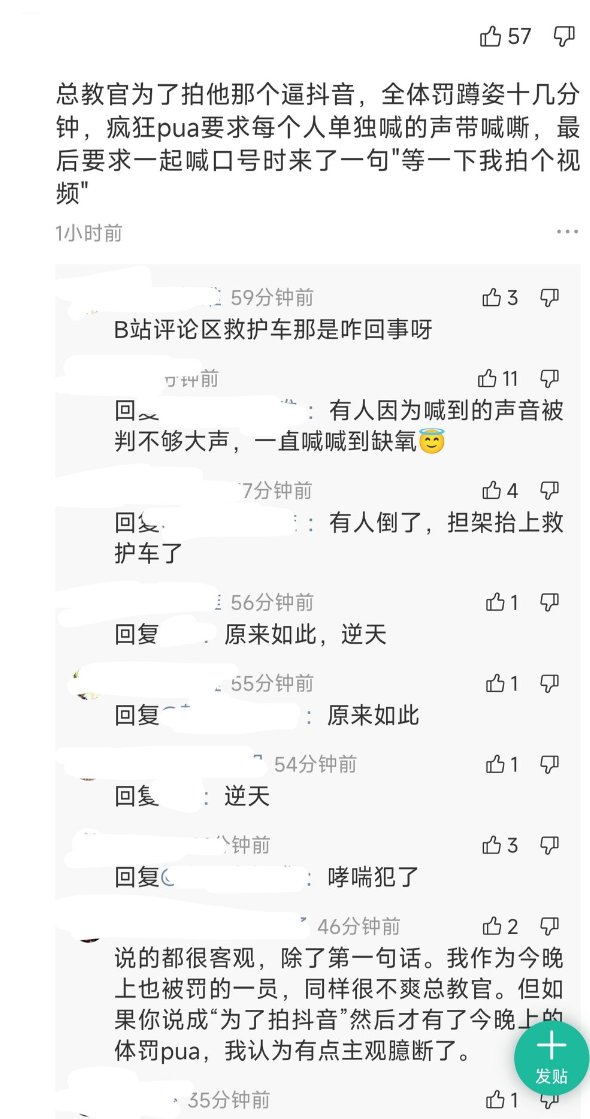 57
总教官为了拍他那个逼抖音，全体罚蹲姿十几分
钟，疯狂pua要求每个人单独喊的声带喊嘶，最
后要求一起喊口号时来了一句"等一下我拍个视
频"
1小时前
59分钟前
3
B站评论区救护车那是咋回事呀
分钟前
11
回 ： 有人因为喊到的声音被
判不够大声，一直喊喊到缺氧😇
7分钟前
4
回复 ： 有人倒了，担架抬上救
护车了
56分钟前
1
回复 原来如此，逆天
55分钟前
1
回复 ： 原来如此
54分钟前
1
回复 ： 逆天
分钟前
3
回复 ： 哮喘犯了
46分钟前
2
说的都很客观，除了第一句话。我作为今晚
上也被罚的一员，同样很不爽总教官。但如
果你说成“为了拍抖音”然后才有了今晚上的
体罚pua，我认为有点主观臆断了。
发贴
35分钟前
1